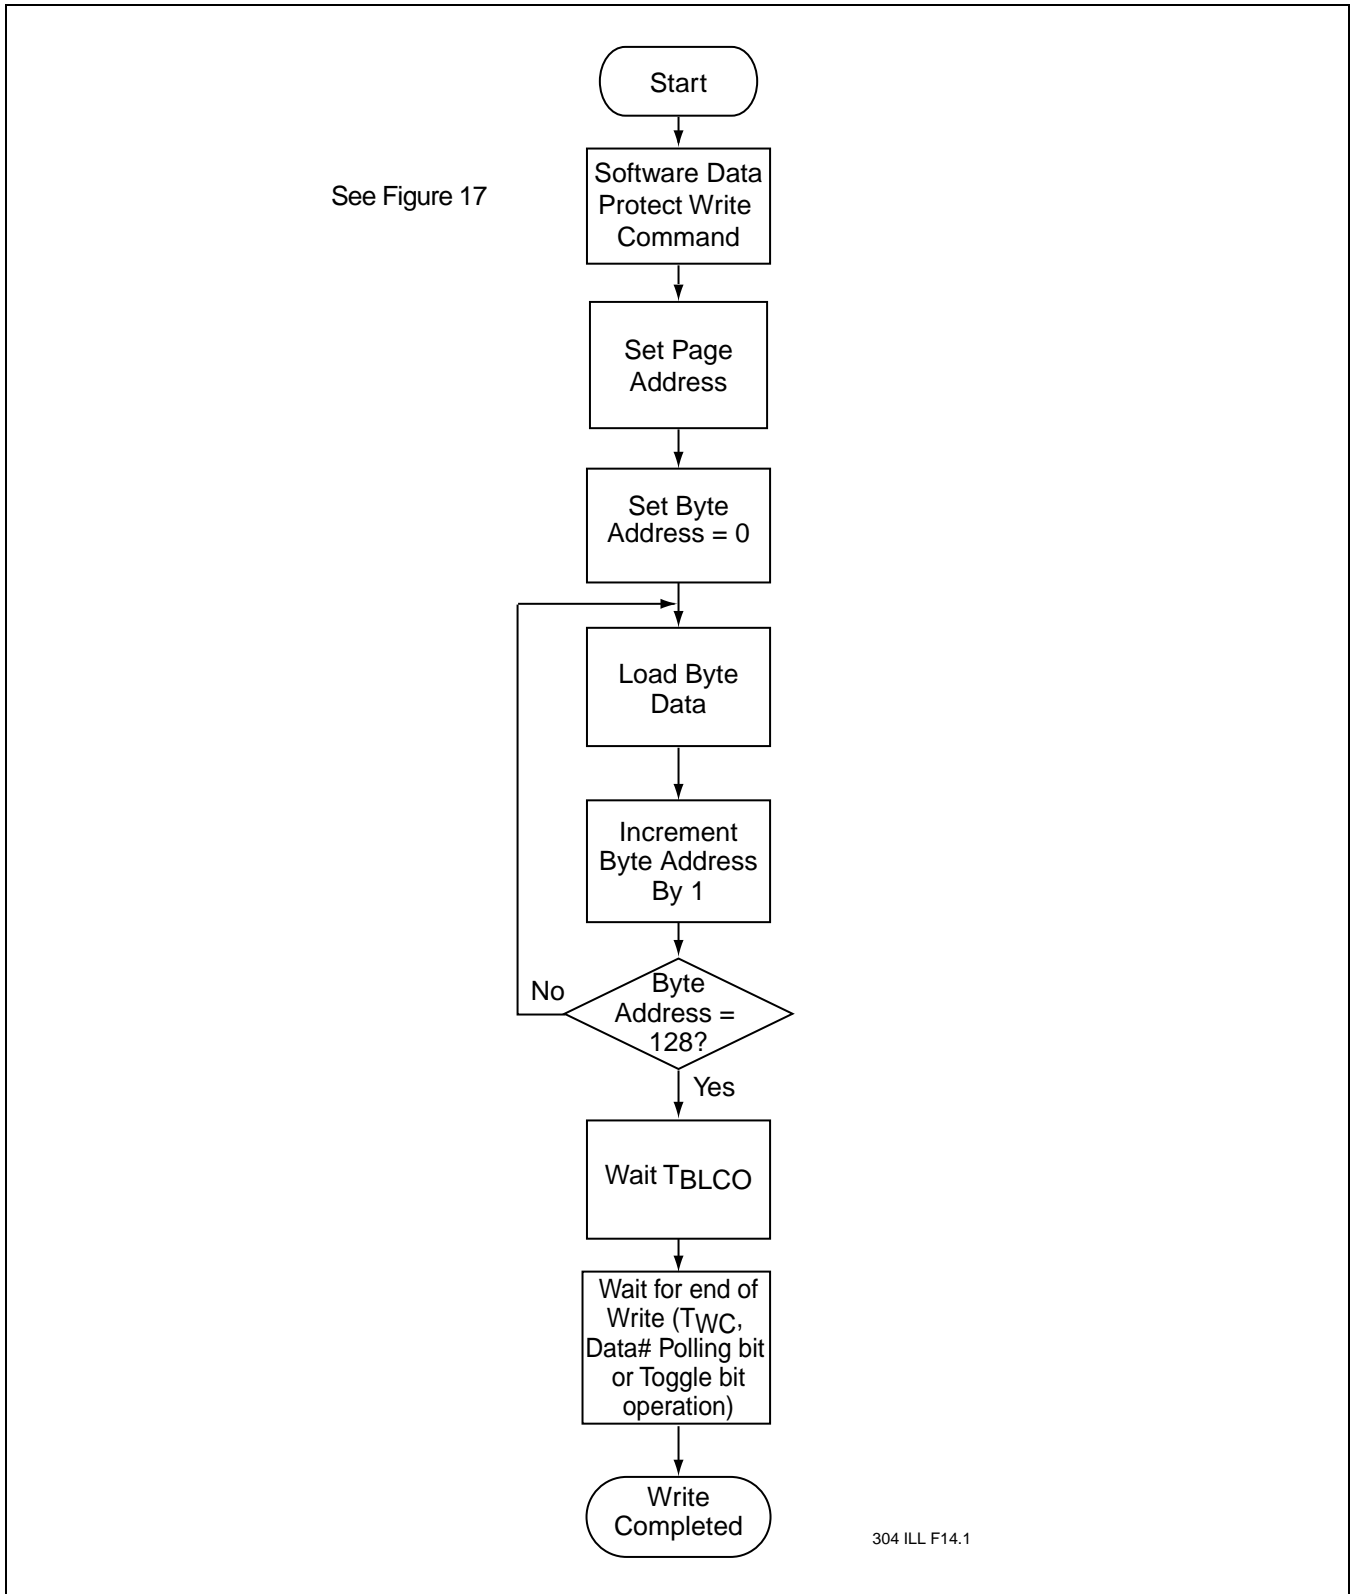 Start
See Figure 17
Software Data
Protect Write
Command
Set Page
Address
Set Byte
Address = 0
Load Byte
Data
Increment
Byte Address
By 1
No
Byte
Address =
128?
Yes
Wait TBLCO
Wait for end of
Write (TWC,
Data# Polling bit
or Toggle bit
operation)
Write
Completed
304 ILL F14.1